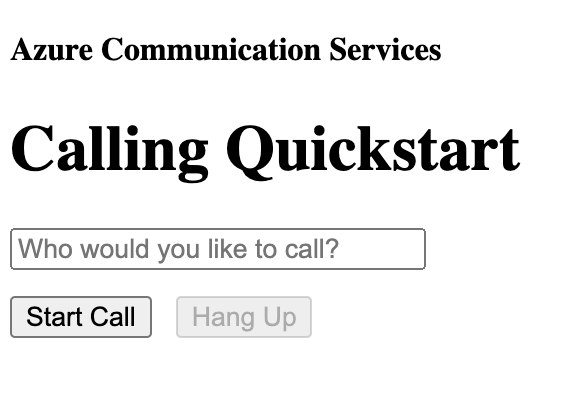 Azure Communication Services
Calling Quickstart
Who would you like to call?
Start Call Hang Up